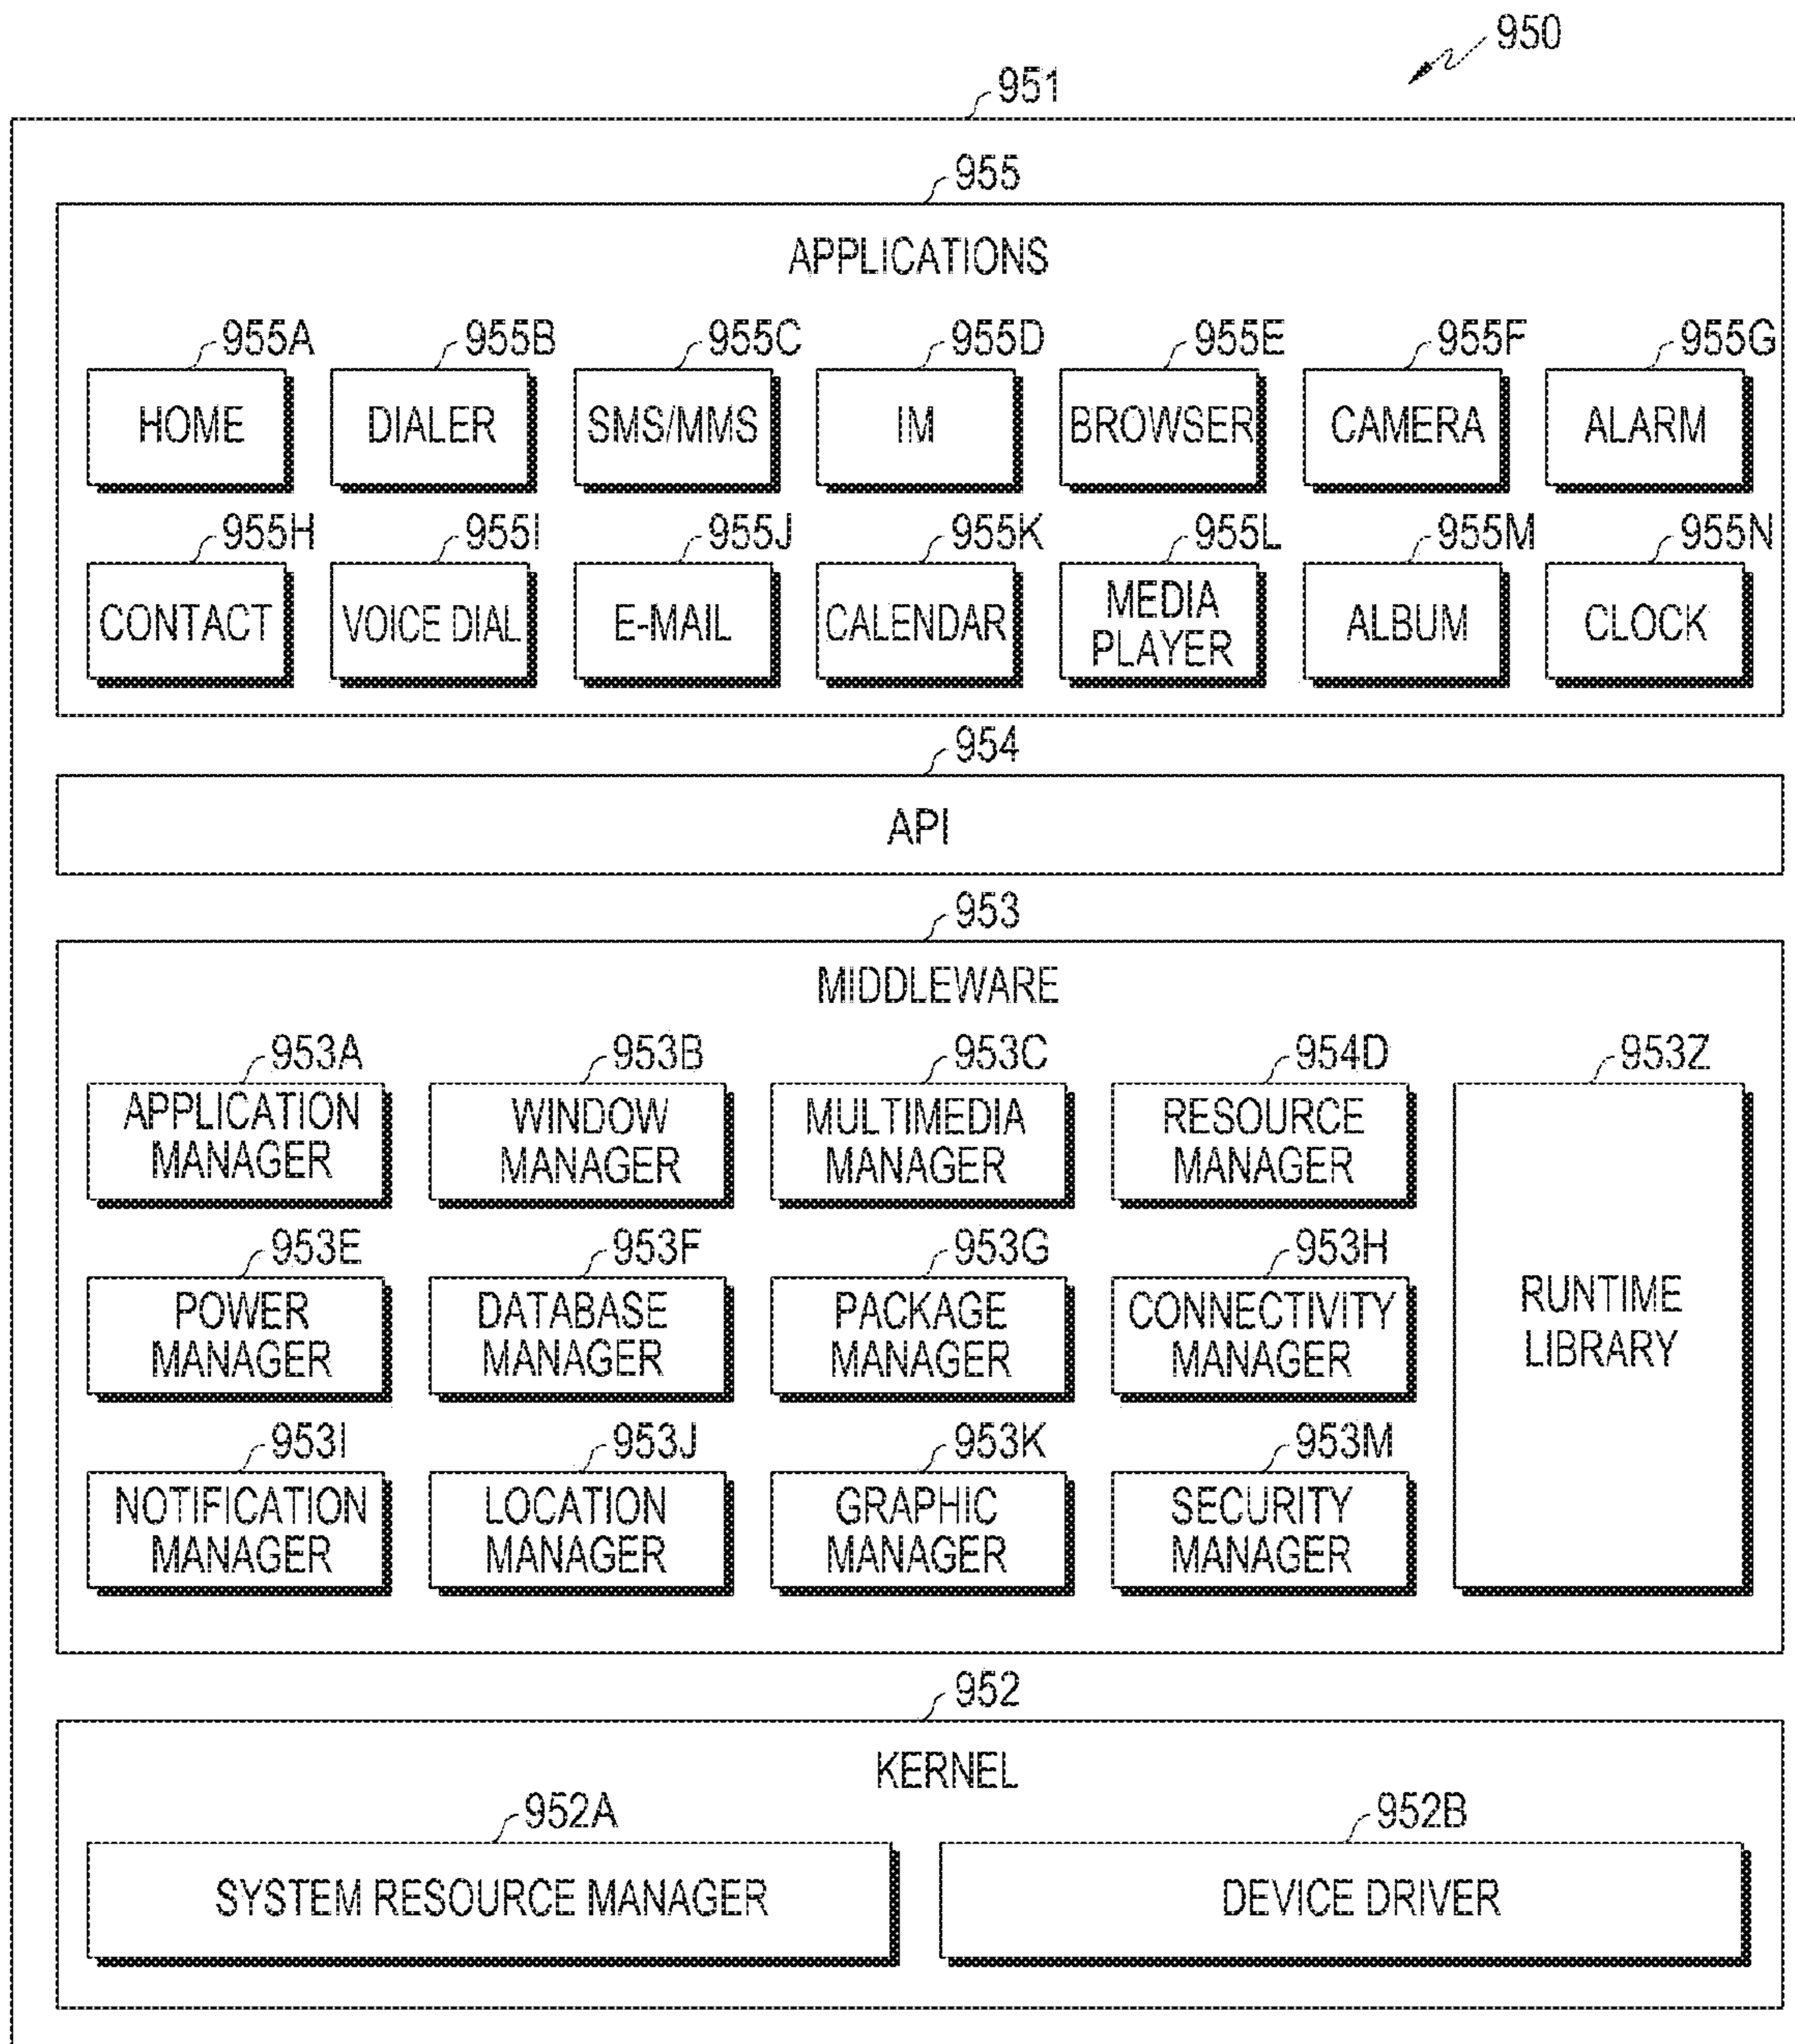 950
951
955
APPLICATIONS
955A 955B 955C 955D 955E 955F 955G
HOME DIALER SMS/MMS IM BROWSER CAMERA ALARM
955H 955I 955J 955K 955L 955M 955N
CONTACT VOICE DIAL E-MAIL CALENDAR MEDIA PLAYER ALBUM CLOCK
954
API
953
MIDDLEWARE
953A 953B 953C 954D 953Z
APPLICATION MANAGER WINDOW MANAGER MULTIMEDIA MANAGER RESOURCE MANAGER
953E 953F 953G 953H
POWER MANAGER DATABASE MANAGER PACKAGE MANAGER CONNECTIVITY MANAGER RUNTIME LIBRARY
953I 953J 953K 953M
NOTIFICATION MANAGER LOCATION MANAGER GRAPHIC MANAGER SECURITY MANAGER
952
KERNEL
952A 952B
SYSTEM RESOURCE MANAGER DEVICE DRIVER